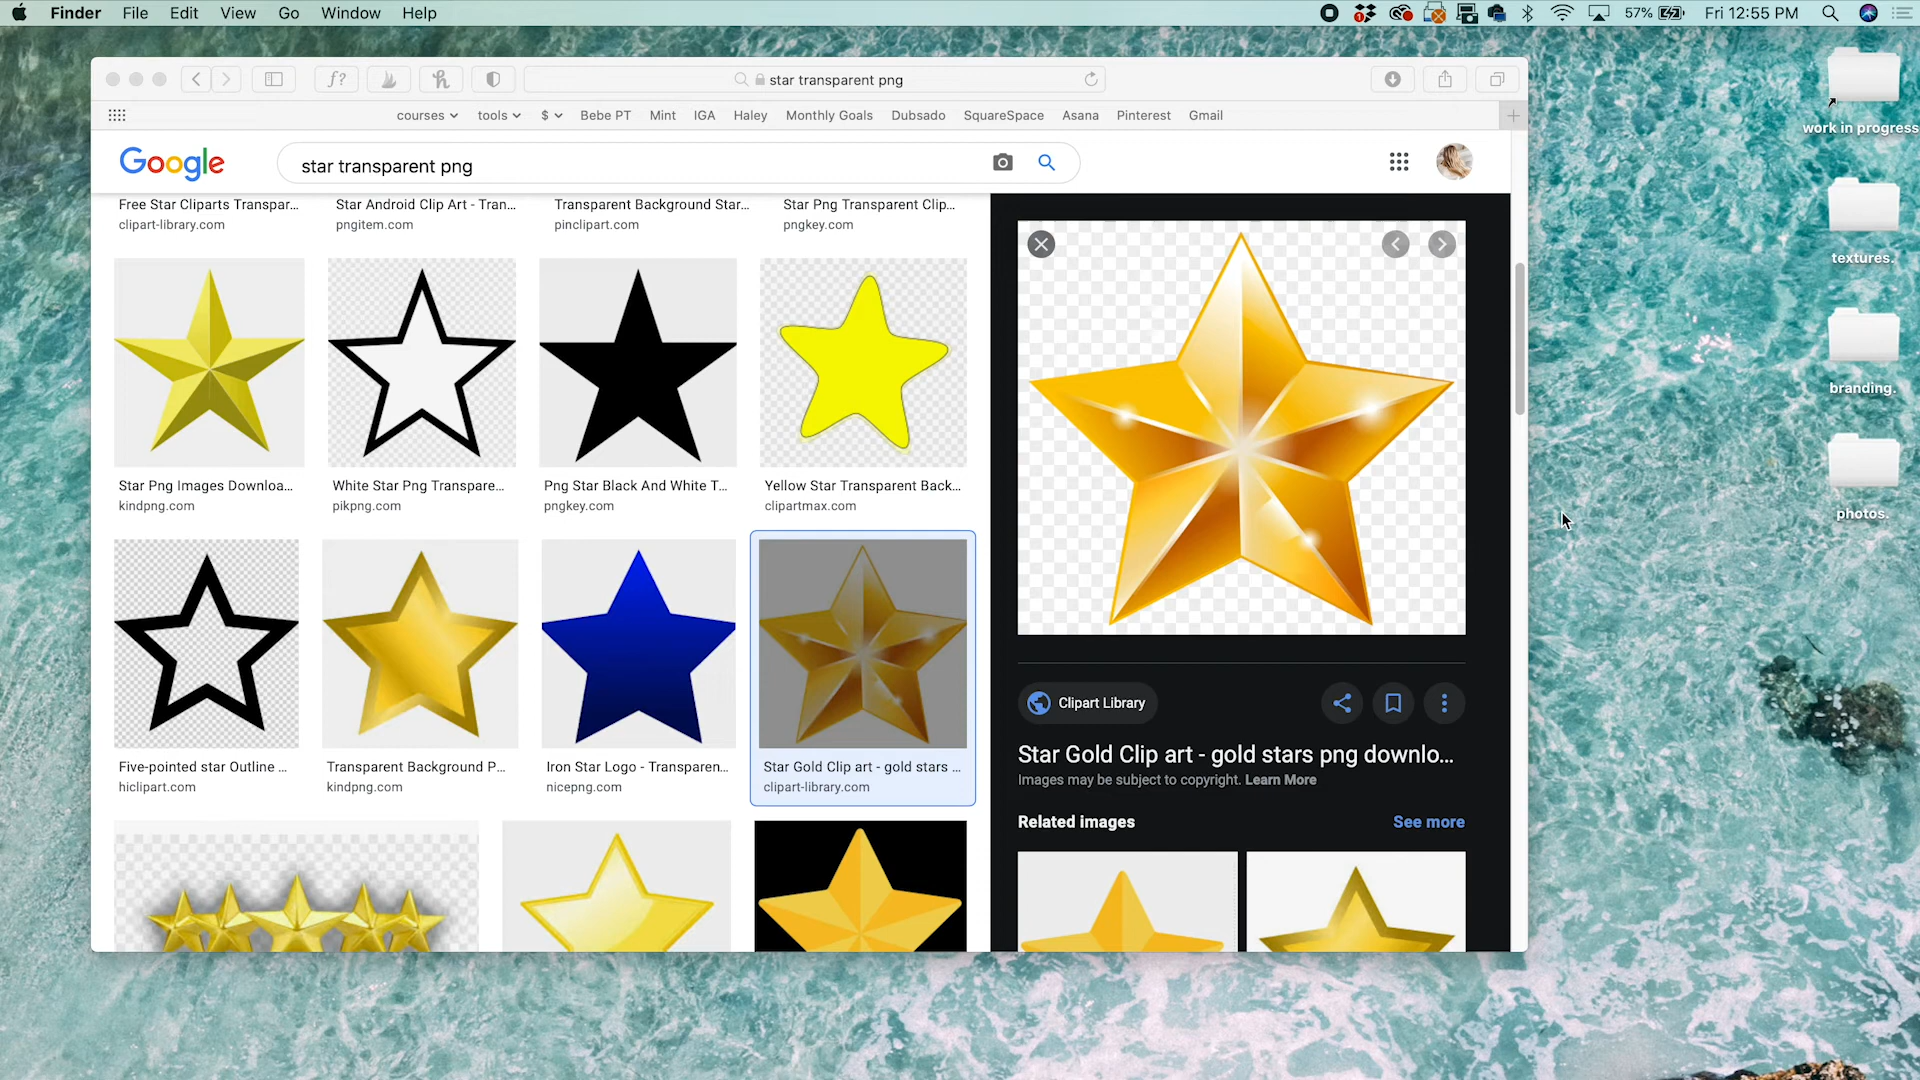 Finder File Edit View Go Window Help
57% Fri 12:55 PM
f?
star transparent png
courses tools $ Bebe PT Mint IGA Haley Monthly Goals Dubsado SquareSpace Asana Pinterest Gmail
Google
star transparent png
Free Star Cliparts Transpar...
clipart-library.com
Star Android Clip Art - Tran...
pngitem.com
Transparent Background Star...
pinclipart.com
Star Png Transparent Clip...
pngkey.com
Star Png Images Downloa...
kindpng.com
White Star Png Transpare...
pikpng.com
Png Star Black And White T...
pngkey.com
Yellow Star Transparent Back...
clipartmax.com
Five-pointed star Outline ...
hiclipart.com
Transparent Background P...
kindpng.com
Iron Star Logo - Transparen...
nicepng.com
Star Gold Clip art - gold stars ...
clipart-library.com
Clipart Library
Star Gold Clip art - gold stars png downlo...
Images may be subject to copyright. Learn More
Related images
See more
work in progress
textures.
branding.
photos.